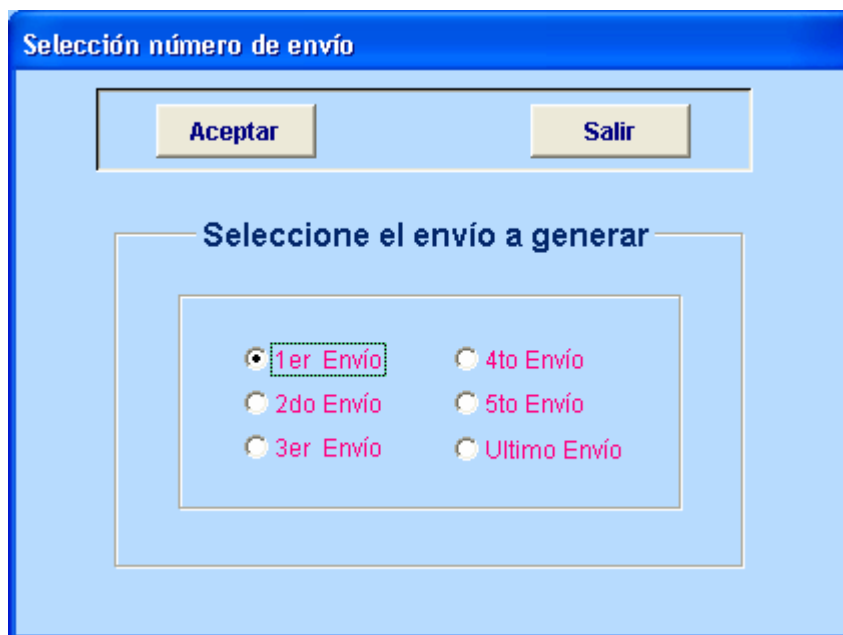 Selección número de envío
Aceptar Salir
Seleccione el envío a generar
1er Envío 4to Envío
2do Envío 5to Envío
3er Envío Ultimo Envío